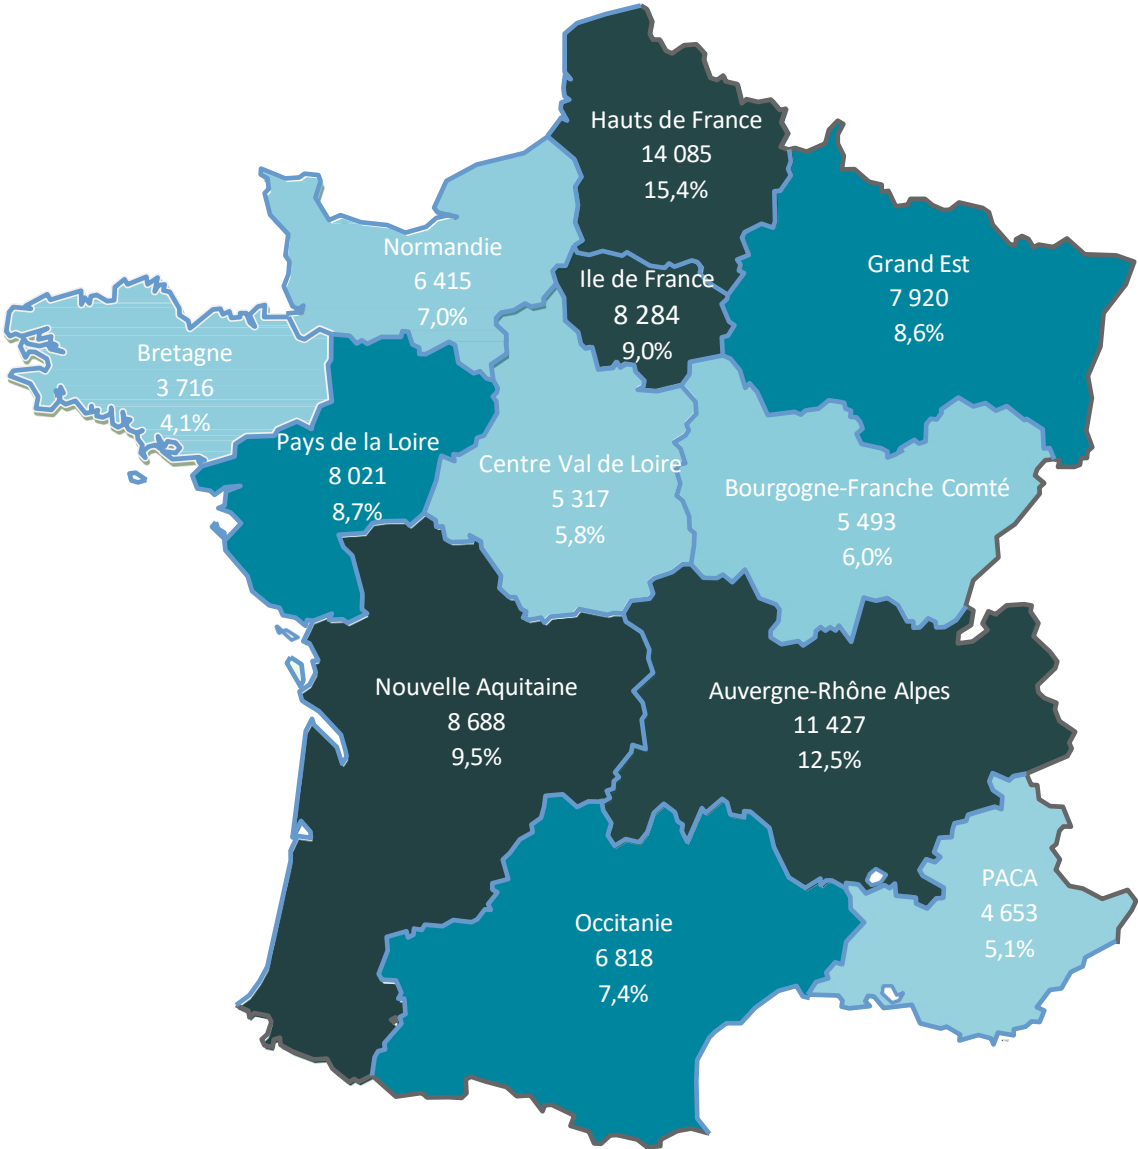 Hauts de France
14 085
15,4%
Normandie
6 415
7,0%
Ile de France
8 284
9,0%
Grand Est
7 920
8,6%
Bretagne
3 716
4,1%
Pays de la Loire
8 021
8,7%
Centre Val de Loire
5 317
5,8%
Bourgogne-Franche Comté
5 493
6,0%
Nouvelle Aquitaine
8 688
9,5%
Auvergne-Rhône Alpes
11 427
12,5%
Occitanie
6 818
7,4%
PACA
4 653
5,1%